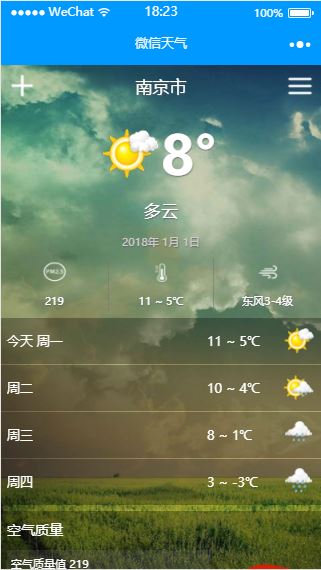 ●●●●● WeChat 18:23 100%
微信天气
南京市
8°
多云
2018年 1月 1日
PM2.5
219 11 ~ 5℃ 东风3-4级
今天 周一 11 ~ 5℃
周二 10 ~ 4℃
周三 8 ~ 1℃
周四 3 ~ -3℃
空气质量
空气质量值 219